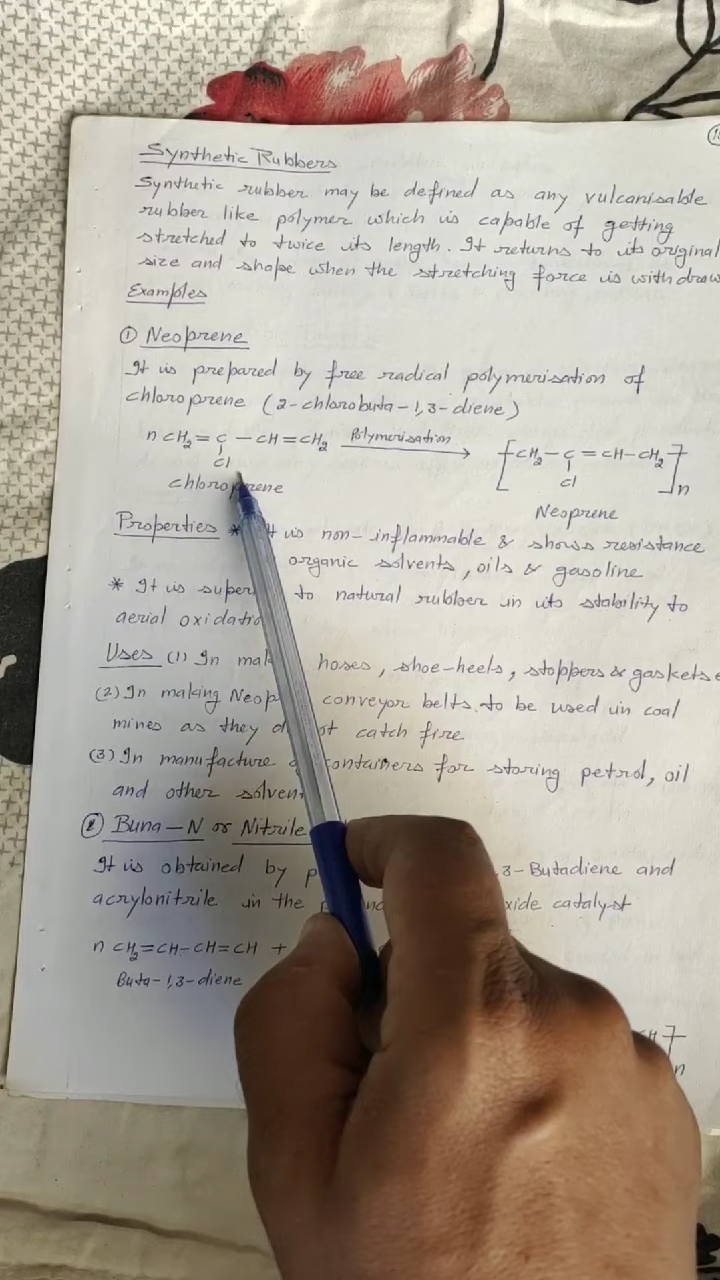 Synthetic Rubbers
Synthetic rubber may be defined as any vulcanisable
rubber like polymer which is capable of getting
stretched to twice its length. It returns to its original
size and shape when the stretching force is withdraw
Examples
① Neoprene
It is prepared by free radical polymerisation of
chloroprene (2-chlorobuta-1,3-diene)
n CH₂=C-CH=CH₂ Polymerisation → [CH₂-C=CH-CH₂]n
Cl Cl
chloroprene
Neoprene
Properties * It is non-inflammable & shows resistance
organic solvents, oils & gasoline
* It is super to natural rubber in its stability to
aerial oxidatio
Uses (1) In mak hoses, shoe-heels, stoppers & gaskets
(2) In making Neop conveyor belts to be used in coal
mines as they d ot catch fire
(3) In manufacture containers for storing petrol, oil
and other solven
② Buna-N or Nitrile
It is obtained by p ,3-Butadiene and
acrylonitrile in the p xide catalyst
n CH₂=CH-CH=CH +
Buta-1,3-diene
]n